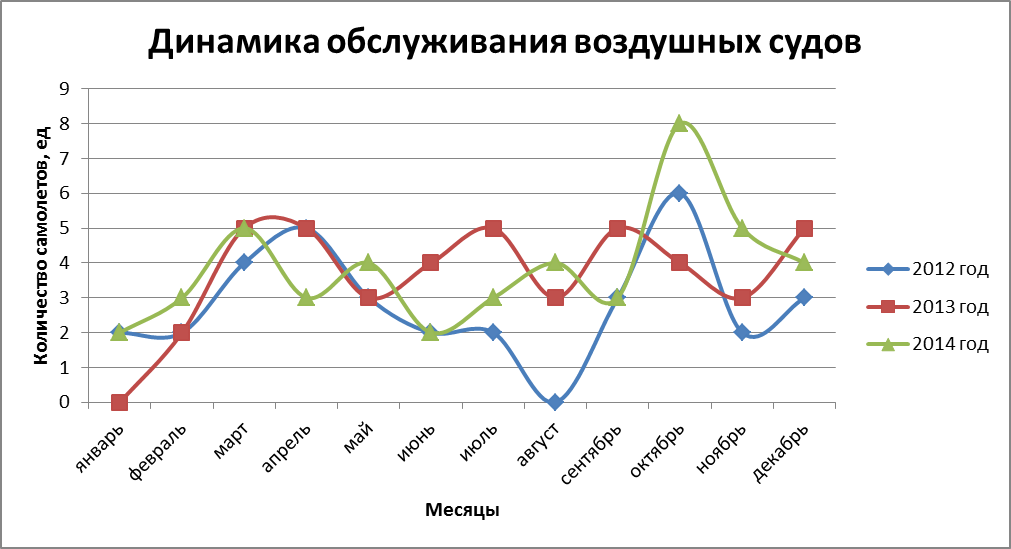 Динамика обслуживания воздушных судов
Количество самолетов, ед
9
8
7
6
5
4
3
2
1
0
январь
февраль
март
апрель
май
июнь
июль
август
сентябрь
октябрь
ноябрь
декабрь
Месяцы
2012 год
2013 год
2014 год